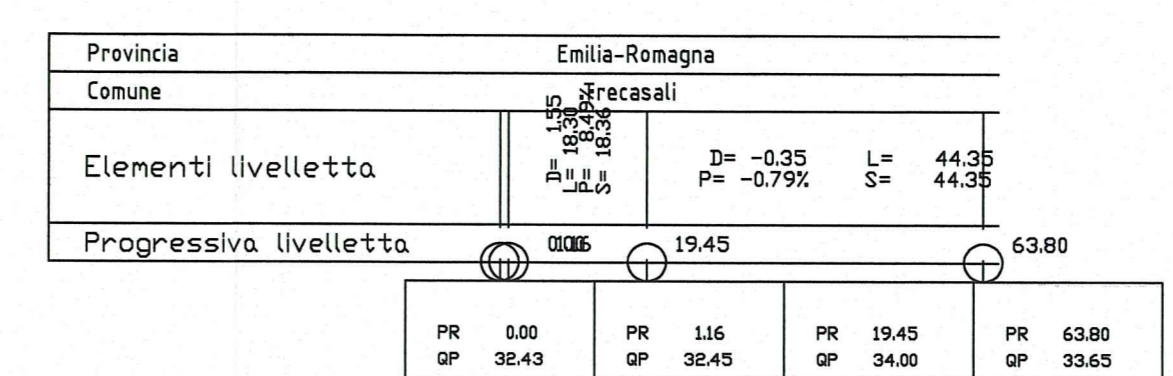 Provincia Emilia-Romagna
Comune Trecasali
Elementi livelletta
D= 1.55
L= 18.30
P= 8.49%
S= 18.36
D= -0.35 L= 44.35
P= -0.79% S= 44.35
Progressiva livelletta 19.45 63.80
PR 0.00 PR 1.16 PR 19.45 PR 63.80
QP 32.43 QP 32.45 QP 34.00 QP 33.65